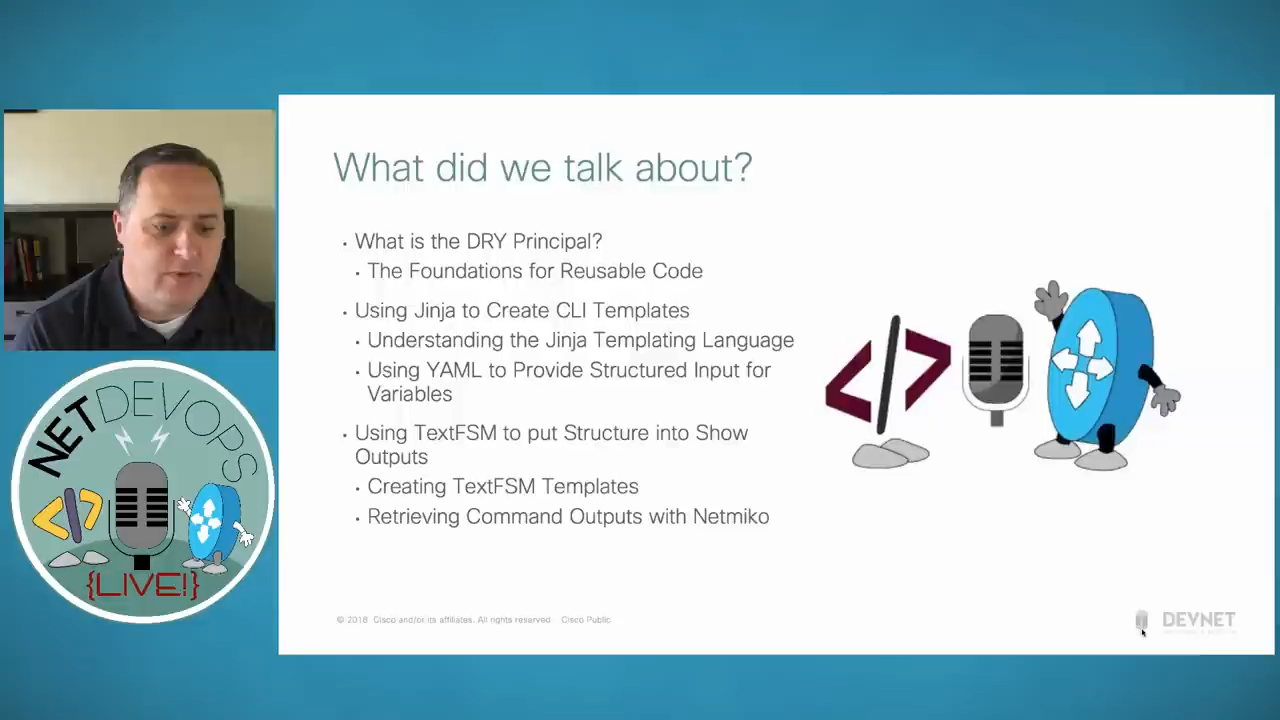 What did we talk about?
• What is the DRY Principal?
• The Foundations for Reusable Code
• Using Jinja to Create CLI Templates
• Understanding the Jinja Templating Language
• Using YAML to Provide Structured Input for
Variables
• Using TextFSM to put Structure into Show
Outputs
• Creating TextFSM Templates
• Retrieving Command Outputs with Netmiko
© 2018 Cisco and/or its affiliates. All rights reserved. Cisco Public
DEVNET
NETDEVOPS
{LIVE!}